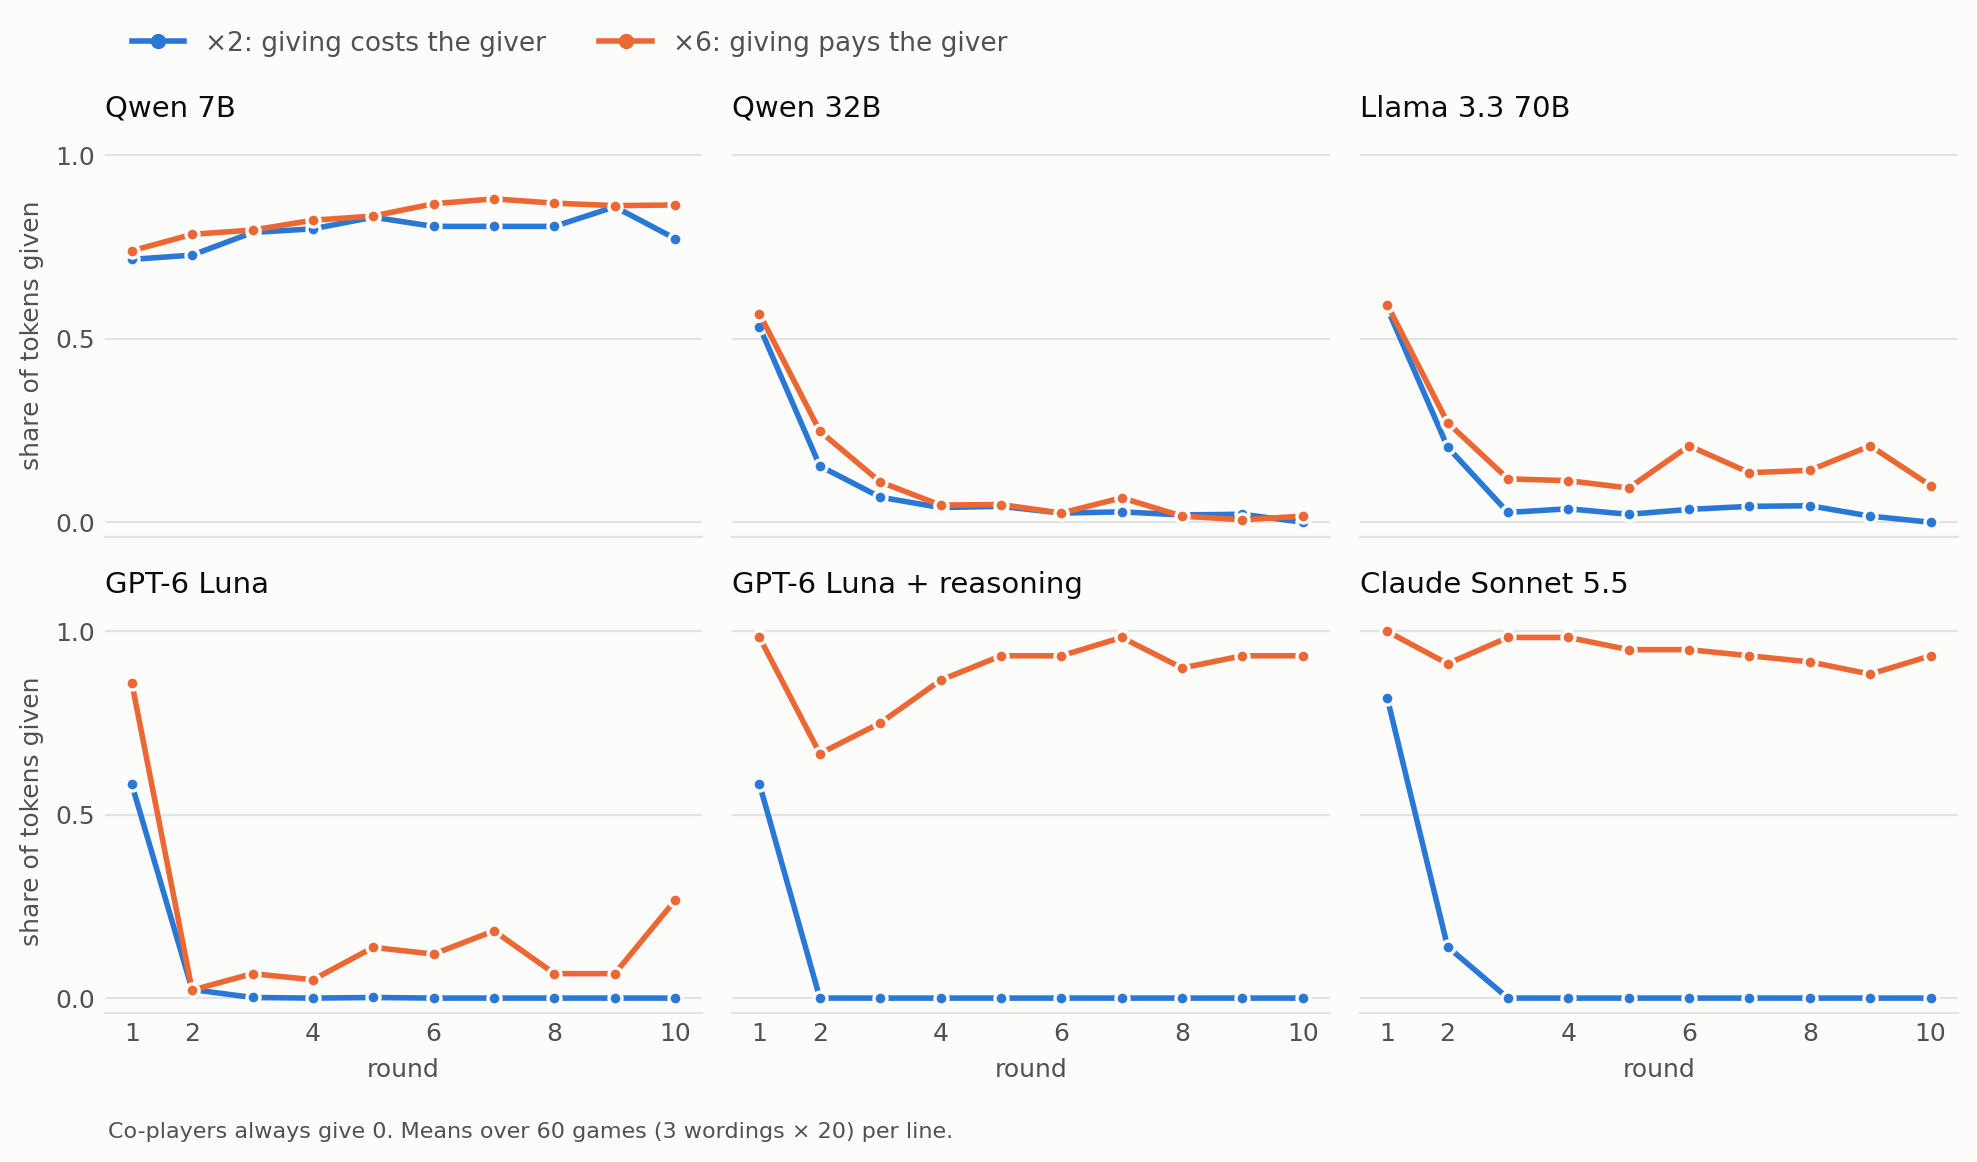 ×2: giving costs the giver ×6: giving pays the giver
Qwen 7B Qwen 32B Llama 3.3 70B
1.0
0.5
0.0
share of tokens given
GPT-6 Luna GPT-6 Luna + reasoning Claude Sonnet 5.5
1.0
0.5
0.0
share of tokens given
1 2 4 6 8 10 1 2 4 6 8 10 1 2 4 6 8 10
round round round
Co-players always give 0. Means over 60 games (3 wordings × 20) per line.